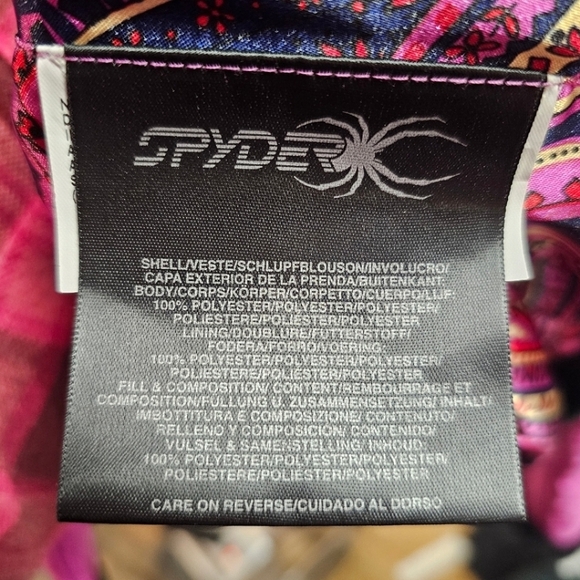 SPYDER
SHELL/VESTE/SCHLUPFBLOUSON/INVOLUCRO/
CAPA EXTERIOR DE LA PRENDA/BUITENKANT:
BODY/CORPS/KÖRPER/CORPETTO/CUERPO/LIJF:
100% POLYESTER/POLYESTER/POLYESTER/
POLIESTERE/POLIÉSTER/POLYESTER
LINING/DOUBLURE/FUTTERSTOFF/
FODERA/FORRO/VOERING:
100% POLYESTER/POLYESTER/POLYESTER/
POLIESTERE/POLIÉSTER/POLYESTER
FILL & COMPOSITION/ CONTENT/REMBOURRAGE ET
COMPOSITION/FÜLLUNG U. ZUSAMMENSETZUNG/ INHALT/
IMBOTTITURA E COMPOSIZIONE/ CONTENUTO/
RELLENO Y COMPOSICIÓN/ CONTENIDO/
VULSEL & SAMENSTELLING/ INHOUD:
100% POLYESTER/POLYESTER/POLYESTER/
POLIESTERE/POLIÉSTER/POLYESTER
CARE ON REVERSE/CUIDADO AL DORSO